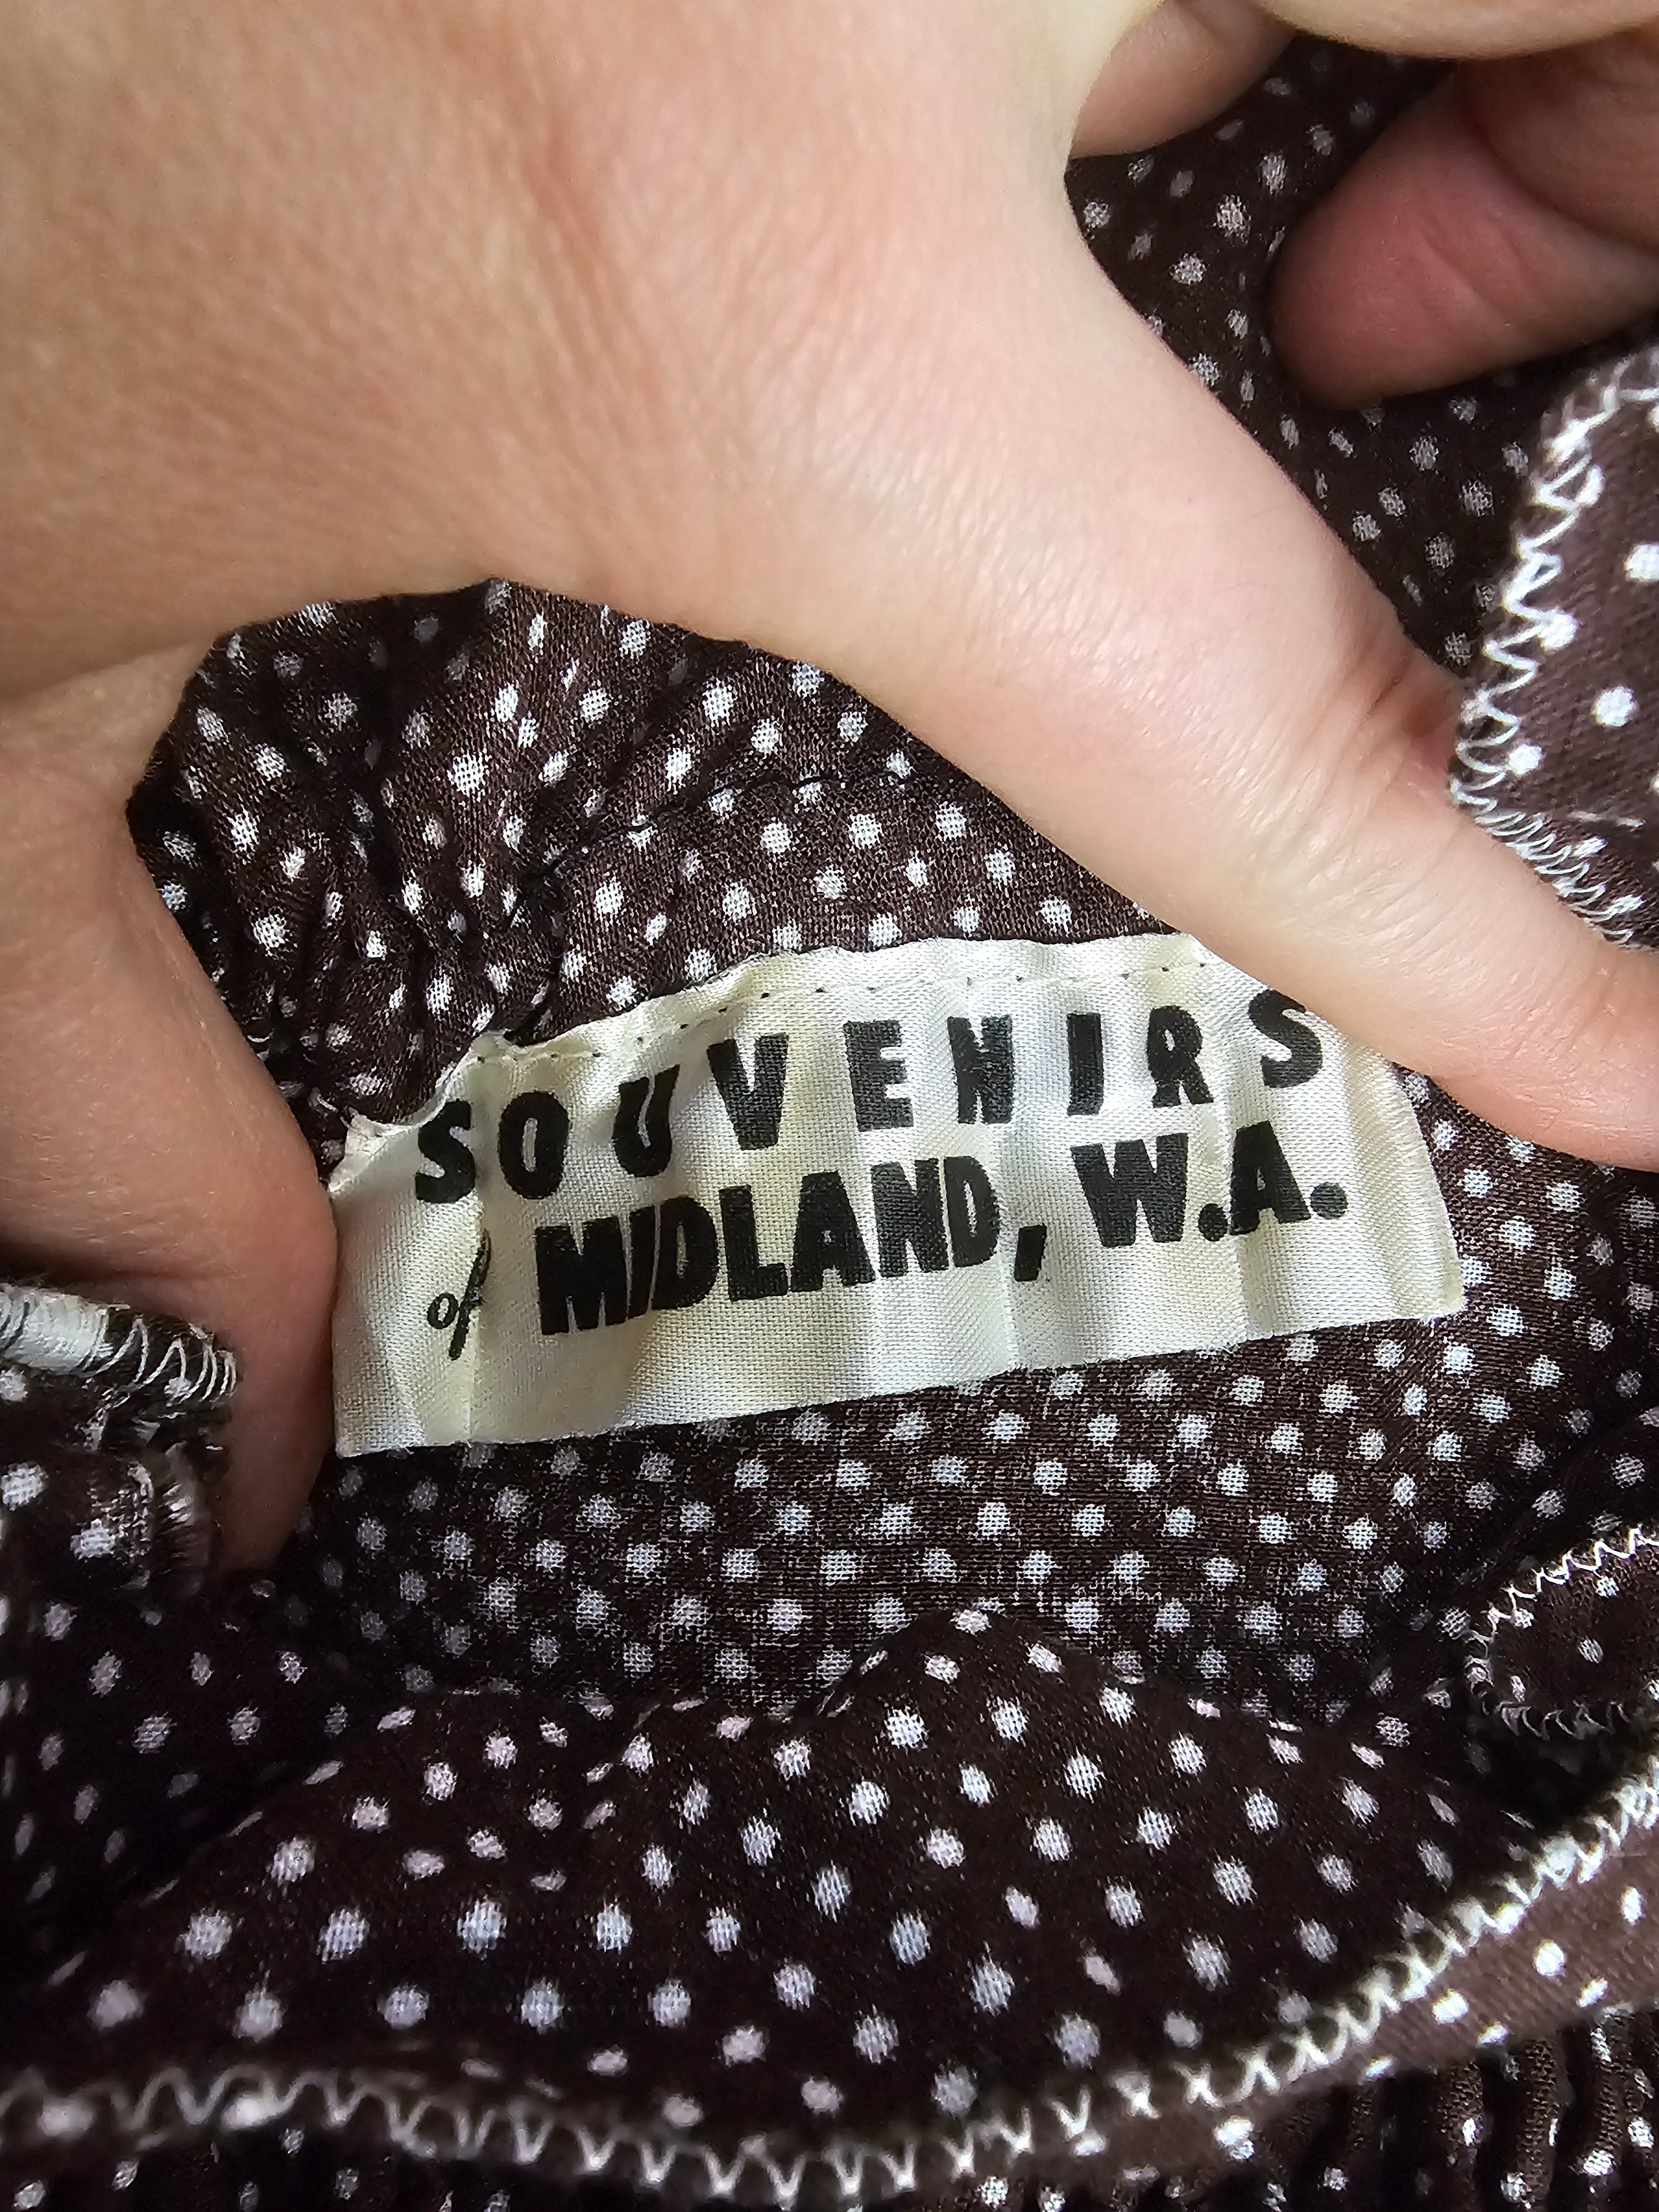 SOUVENIRS
of MIDLAND, W.A.